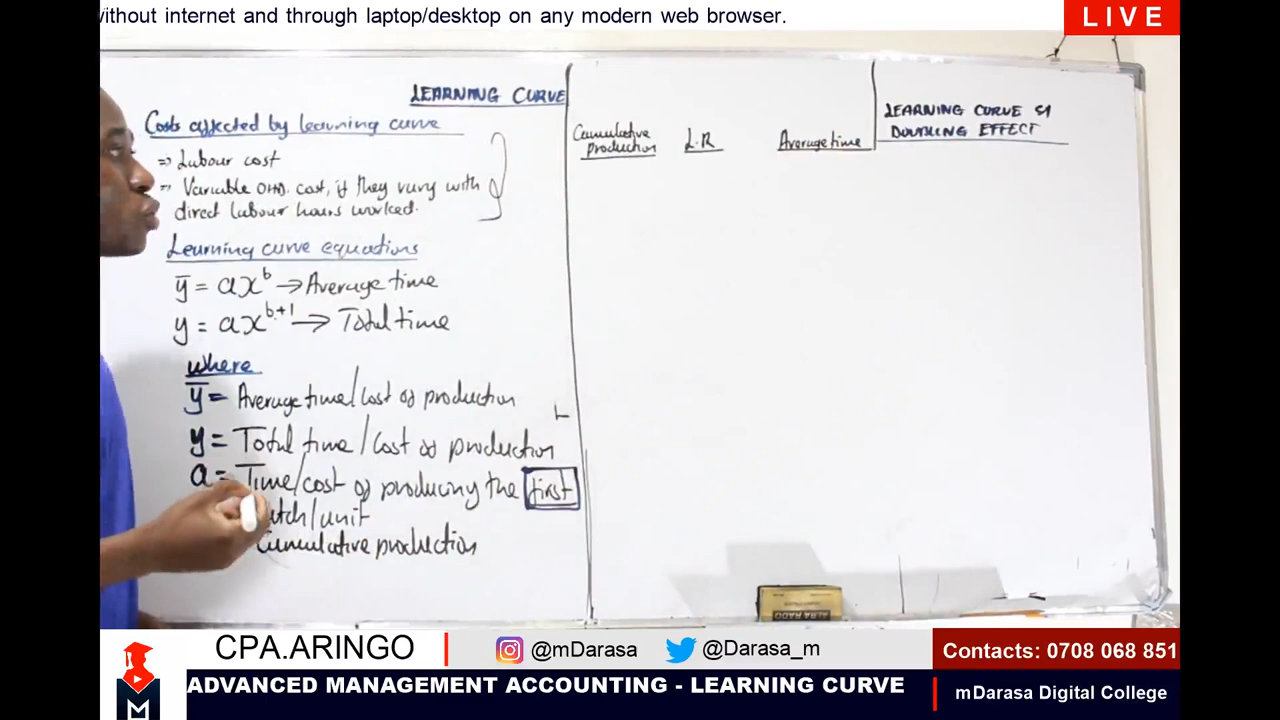 without internet and through laptop/desktop on any modern web browser.
LIVE
LEARNING CURVE
Costs affected by learning curve
⇒ Labour cost
⇒ Variable OHD. cost, if they vary with
direct labour hours worked.
Learning curve equations
ȳ = ax^b → Average time
y = ax^{b+1} → Total time
where
ȳ = Average time/cost of production
y = Total time/cost of production
a = Time/cost of producing the first
/unit
Cumulative production
Cumulative
production
L.R
Average time
LEARNING CURVE
DOUBLING EFFECT
CPA.ARINGO
@mDarasa
@Darasa_m
Contacts: 0708 068 851
ADVANCED MANAGEMENT ACCOUNTING - LEARNING CURVE
mDarasa Digital College
M